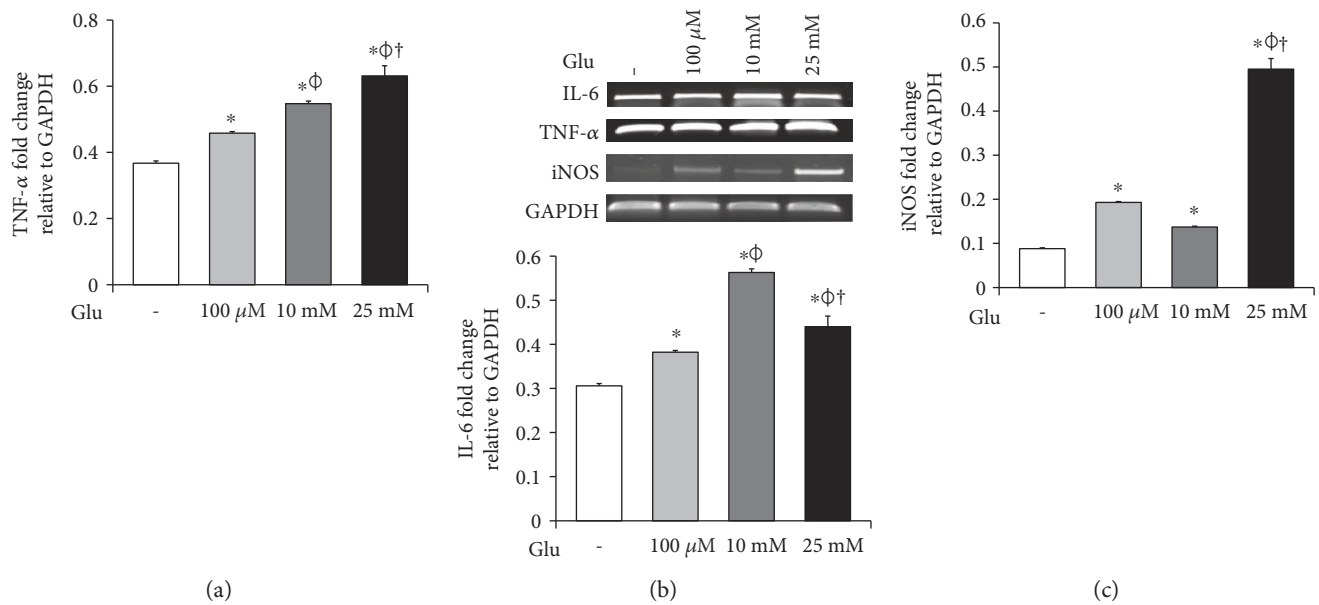 TNF-α fold change
relative to GAPDH
0.8
0.6
0.4
0.2
0
*
*Φ
*Φ†
Glu
-
100 μM
10 mM
25 mM
(a)
Glu
-
100 μM
10 mM
25 mM
IL-6
TNF-α
iNOS
GAPDH
IL-6 fold change
relative to GAPDH
0.6
0.5
0.4
0.3
0.2
0.1
0
*
*Φ
*Φ†
Glu
-
100 μM
10 mM
25 mM
(b)
iNOS fold change
relative to GAPDH
0.6
0.5
0.4
0.3
0.2
0.1
0
*
*
*Φ†
Glu
-
100 μM
10 mM
25 mM
(c)